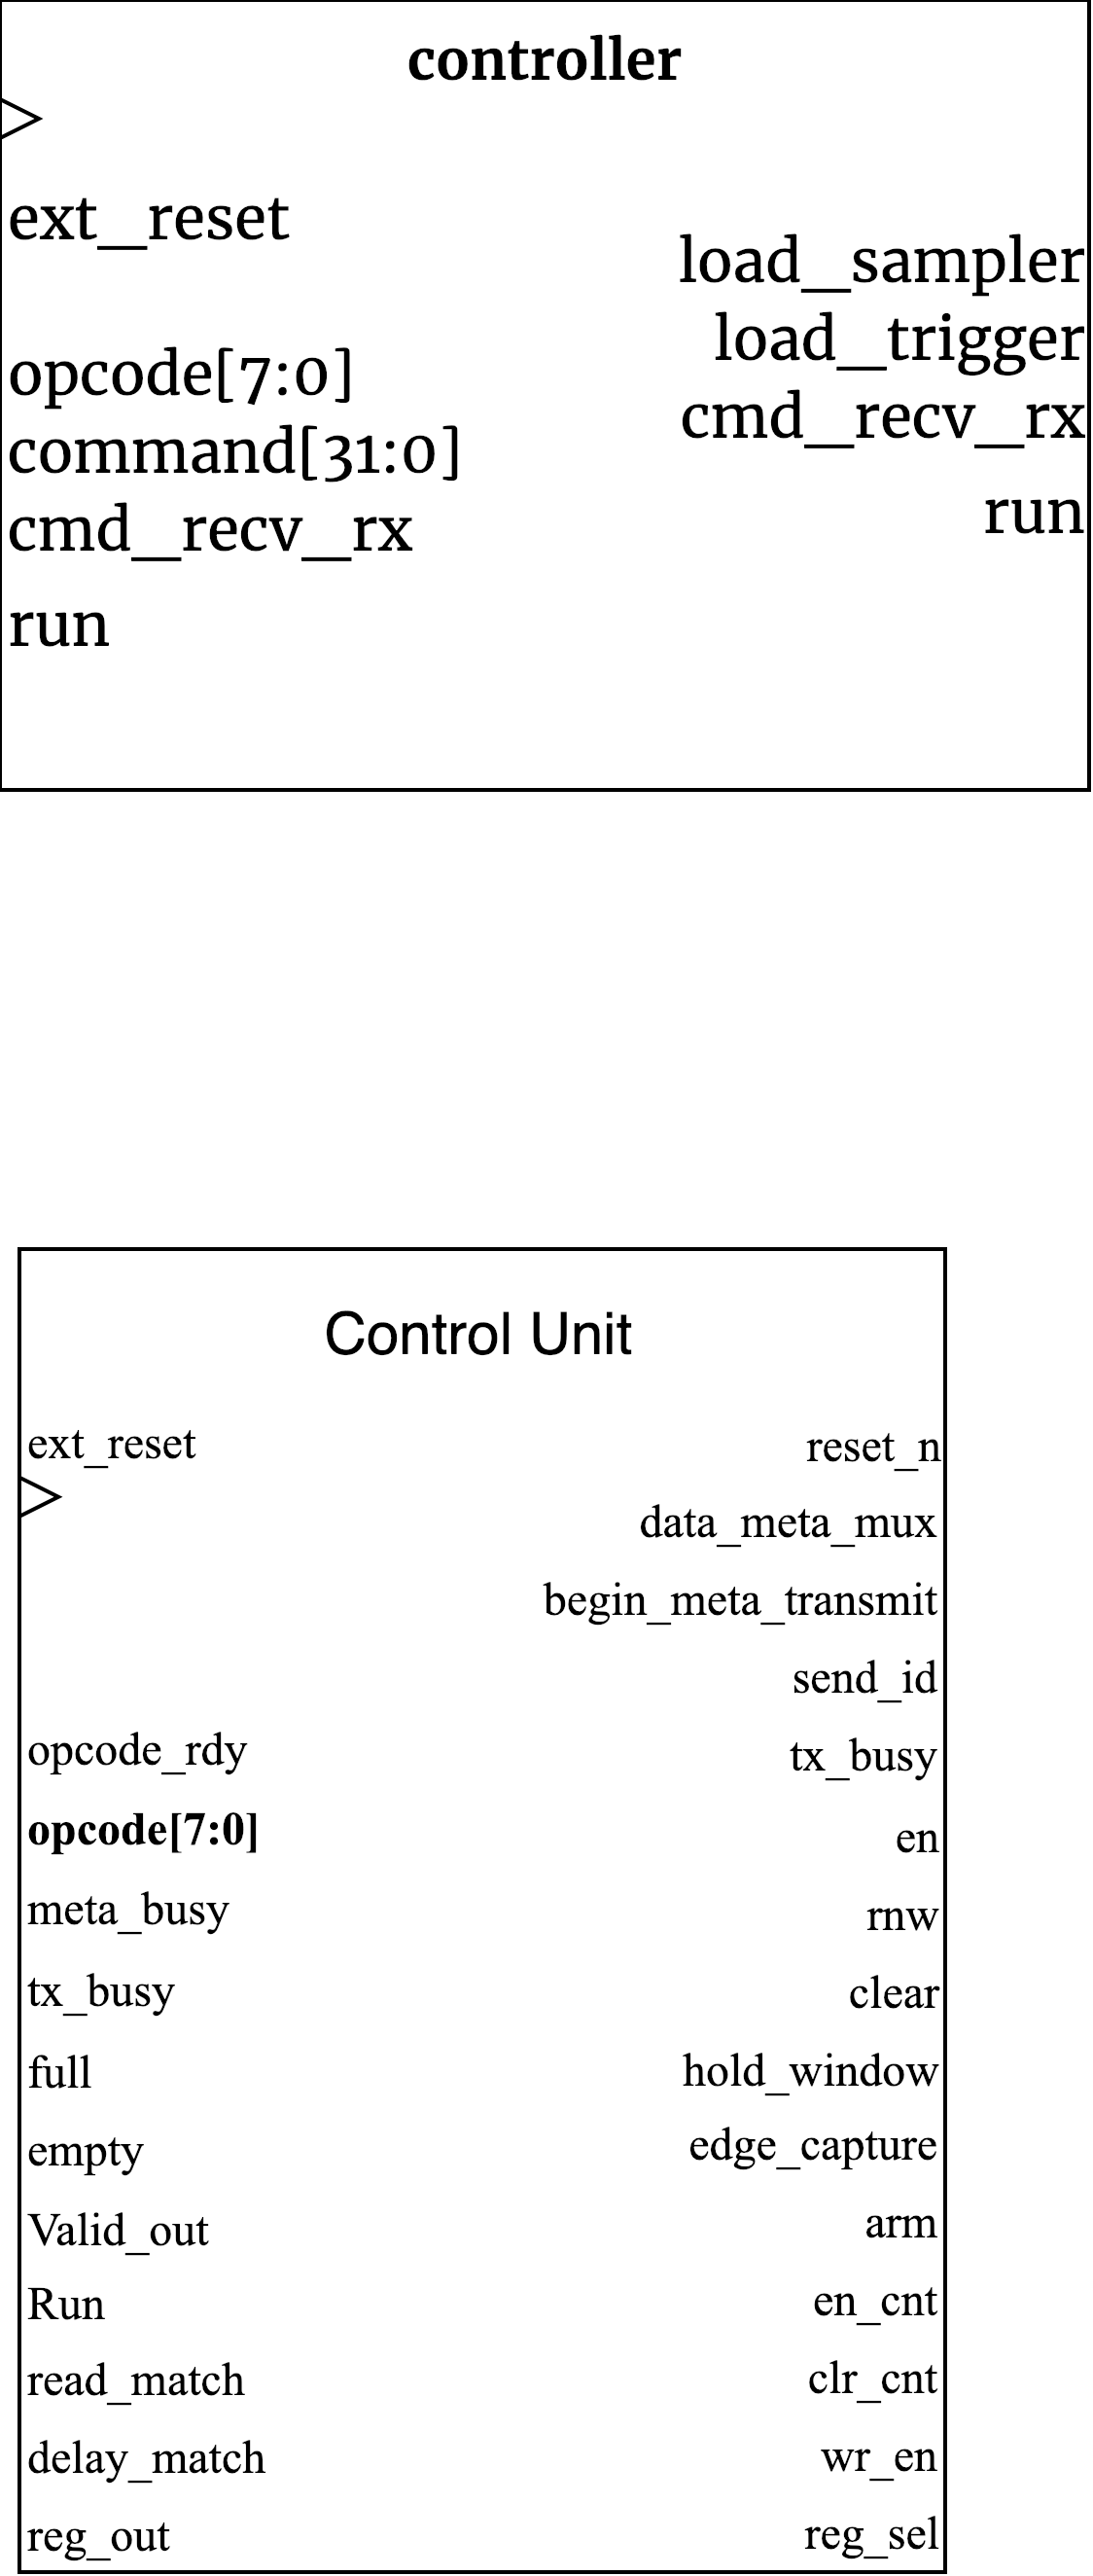 controller
ext_reset
load_sampler
load_trigger
opcode[7:0]
cmd_recv_rx
command[31:0]
run
cmd_recv_rx
run
Control Unit
ext_reset
reset_n
data_meta_mux
begin_meta_transmit
send_id
opcode_rdy
tx_busy
opcode[7:0]
en
meta_busy
rnw
tx_busy
clear
full
hold_window
empty
edge_capture
Valid_out
arm
Run
en_cnt
read_match
clr_cnt
delay_match
wr_en
reg_out
reg_sel